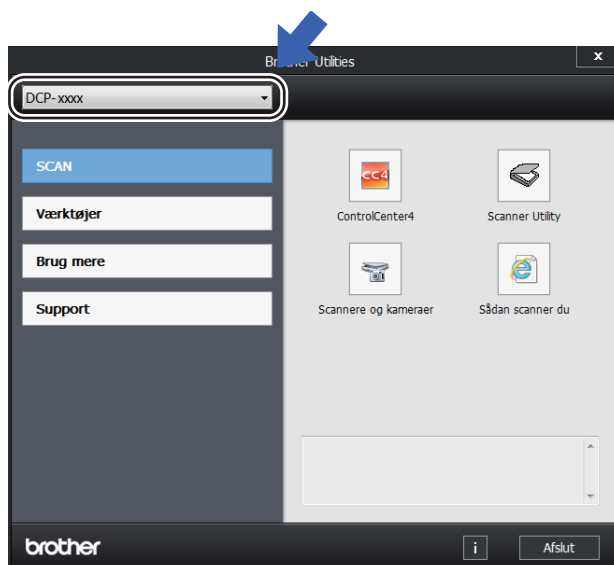 Brother Utilities
x
DCP-xxxx
SCAN
Værktøjer
Brug mere
Support
CC4
ControlCenter4
Scanner Utility
Scannere og kameraer
Sådan scanner du
brother
i
Afslut